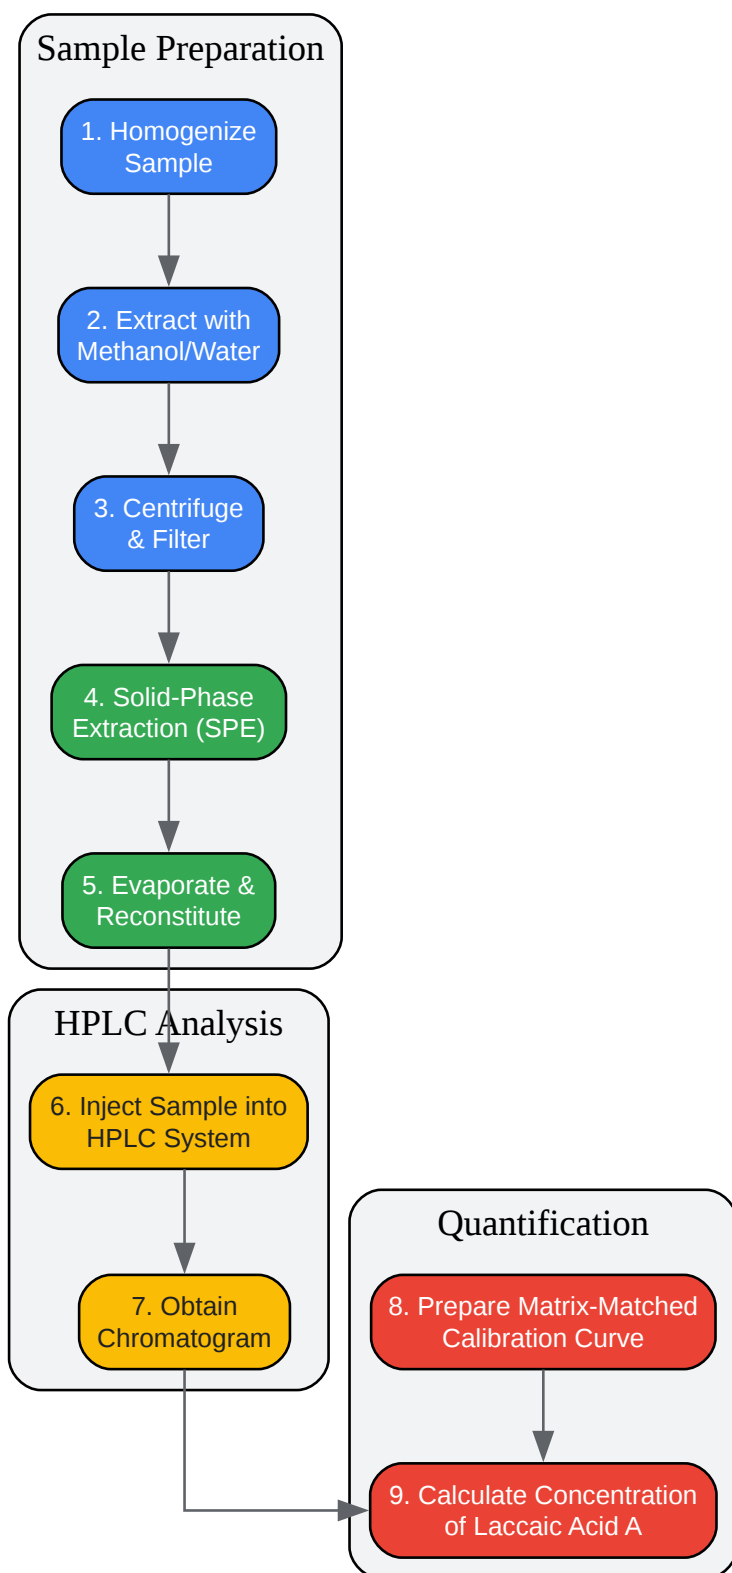 Sample Preparation
1. Homogenize
Sample
2. Extract with
Methanol/Water
3. Centrifuge
& Filter
4. Solid-Phase
Extraction (SPE)
5. Evaporate &
Reconstitute
HPLC Analysis
6. Inject Sample into
HPLC System
7. Obtain
Chromatogram
Quantification
8. Prepare Matrix-Matched
Calibration Curve
9. Calculate Concentration
of Laccaic Acid A